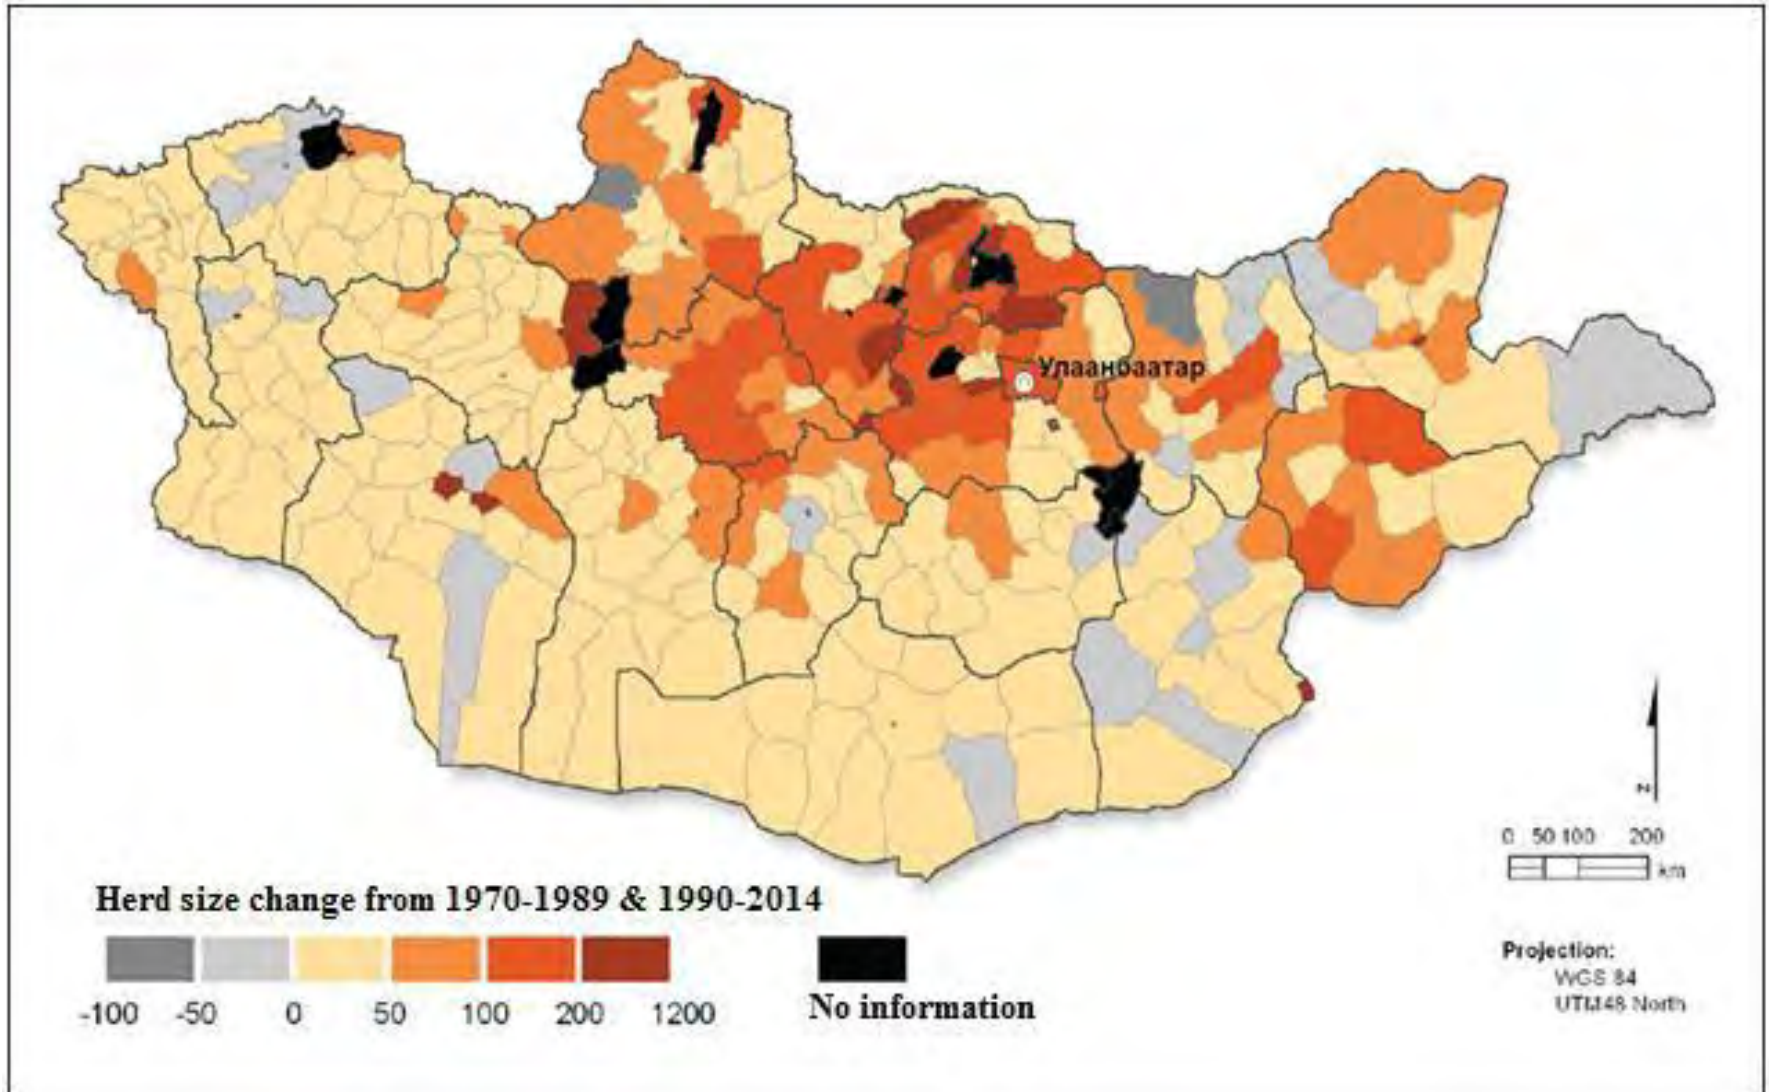 Улаанбаатар
N
0 50 100 200
km
Herd size change from 1970-1989 & 1990-2014
-100 -50 0 50 100 200 1200
No information
Projection:
WGS 84
UTM48 North